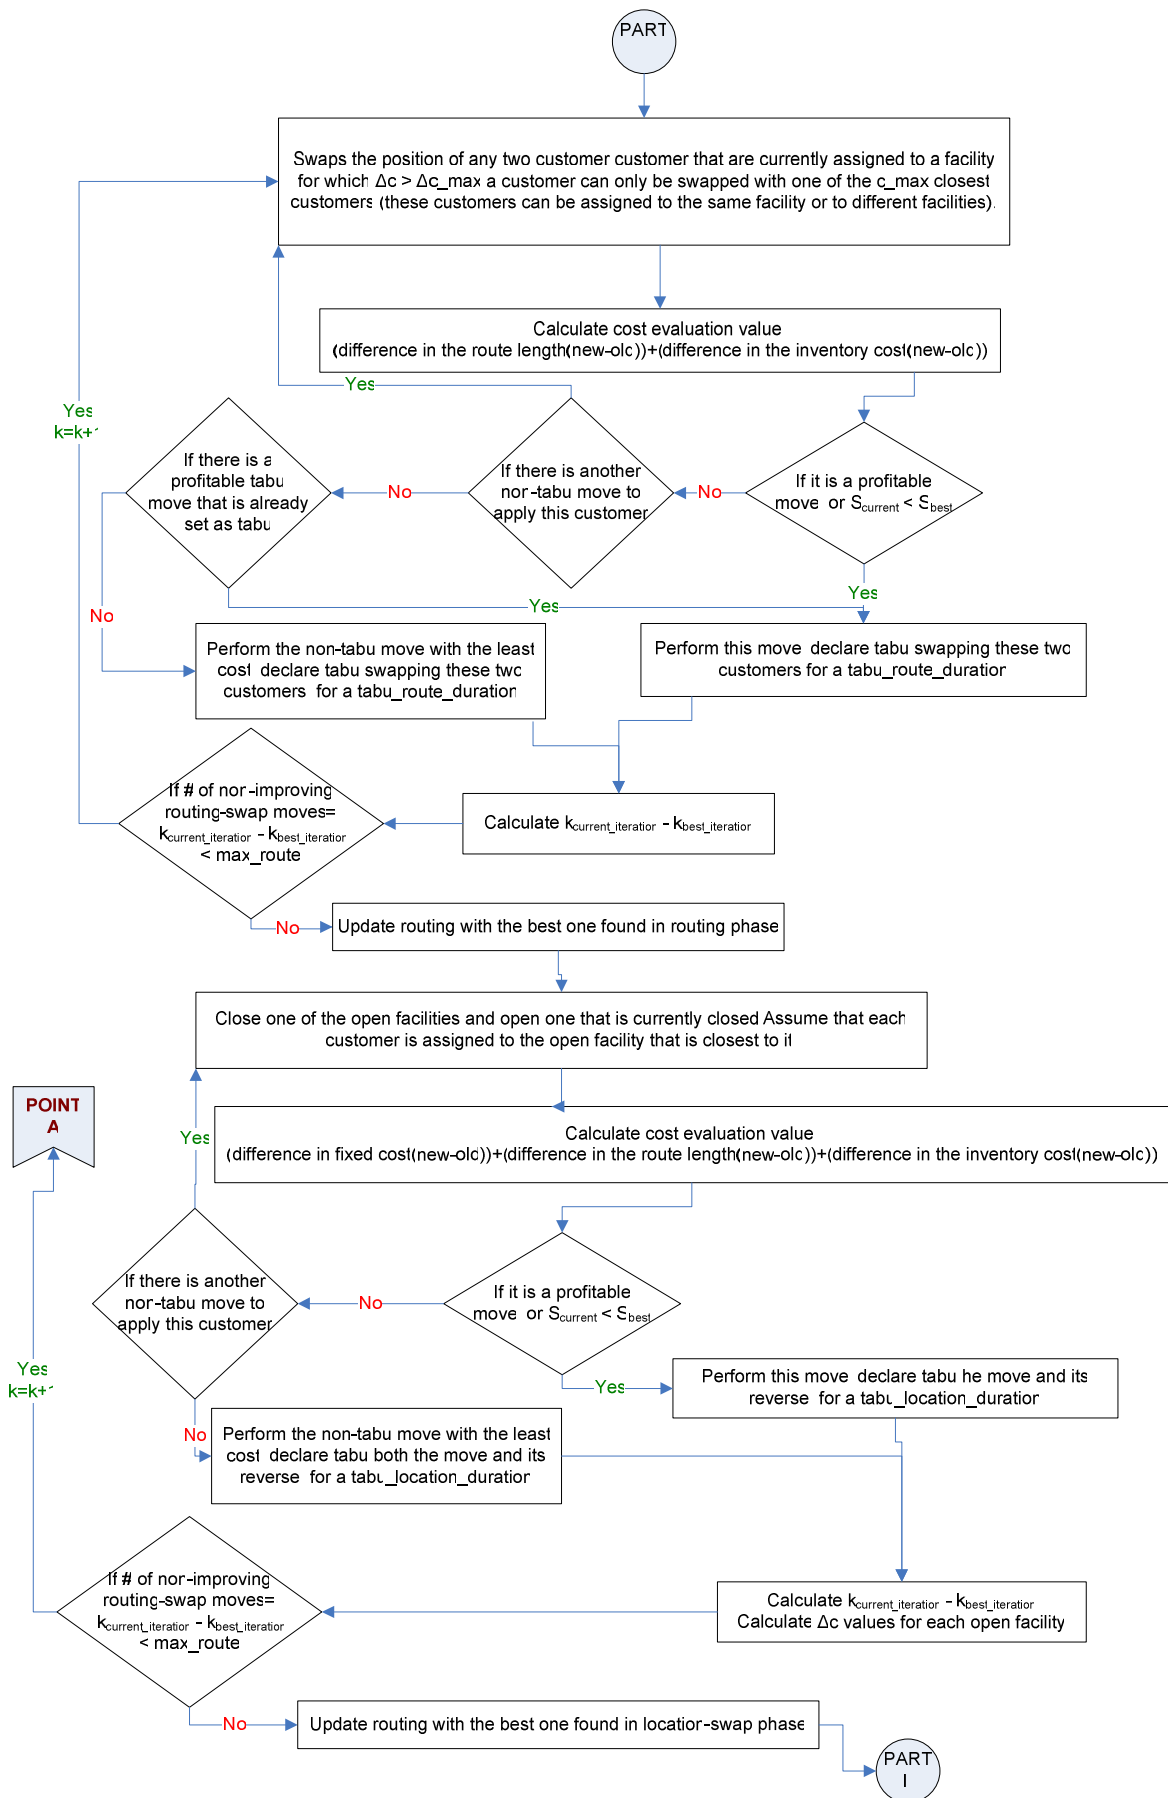 PART
Swaps the position of any two customer customer that are currently assigned to a facility
for which Δc > Δc_max a customer can only be swapped with one of the c_max closest
customers (these customers can be assigned to the same facility or to different facilities).
Calculate cost evaluation value
(difference in the route length(new-old))+(difference in the inventory cost(new-old))
Yes
Yes
k=k+1
If there is a
profitable tabu
move that is already
set as tabu
No
If there is another
non-tabu move to
apply this customer
No
If it is a profitable
move or Scurrent < Sbest
Yes
Yes
No
Perform the non-tabu move with the least
cost declare tabu swapping these two
customers for a tabu_route_duration
Perform this move declare tabu swapping these two
customers for a tabu_route_duration
If # of non-improving
routing-swap moves=
kcurrent_iteration - kbest_iteration
< max_route
Calculate kcurrent_iteration - kbest_iteration
No
Update routing with the best one found in routing phase
Close one of the open facilities and open one that is currently closed Assume that each
customer is assigned to the open facility that is closest to it
POINT
A
Yes
Calculate cost evaluation value
(difference in fixed cost(new-old))+(difference in the route length(new-old))+(difference in the inventory cost(new-old))
If there is another
non-tabu move to
apply this customer
No
If it is a profitable
move or Scurrent < Sbest
Yes
k=k+1
Yes
Perform this move declare tabu he move and its
reverse for a tabu_location_duration
No
Perform the non-tabu move with the least
cost declare tabu both the move and its
reverse for a tabu_location_duration
If # of non-improving
routing-swap moves=
kcurrent_iteration - kbest_iteration
< max_route
Calculate kcurrent_iteration - kbest_iteration
Calculate Δc values for each open facility
No
Update routing with the best one found in location-swap phase
PART
I